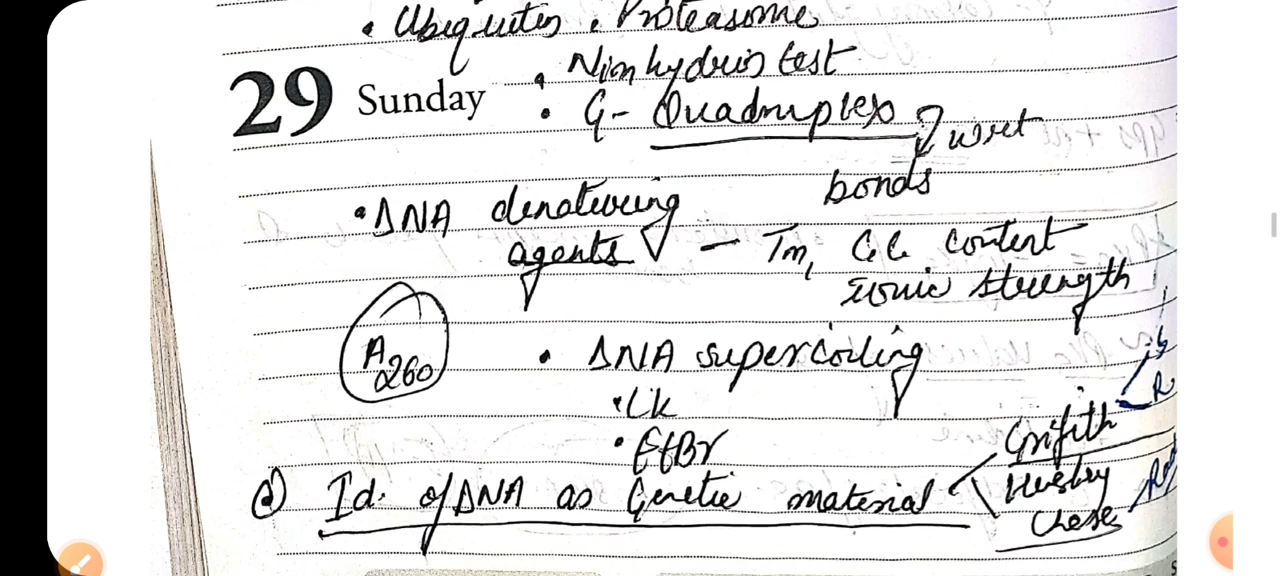 • Ubiquitin • Proteasome
29 Sunday • Ninhydrin test
• G- Quadruplex
bonds
• DNA denaturing
agents — Tm, GC content
ionic strength
A260 • DNA supercoiling
• Lk
• EtBr
Id. of DNA as Genetic material
Griffith
Hershey
Chase